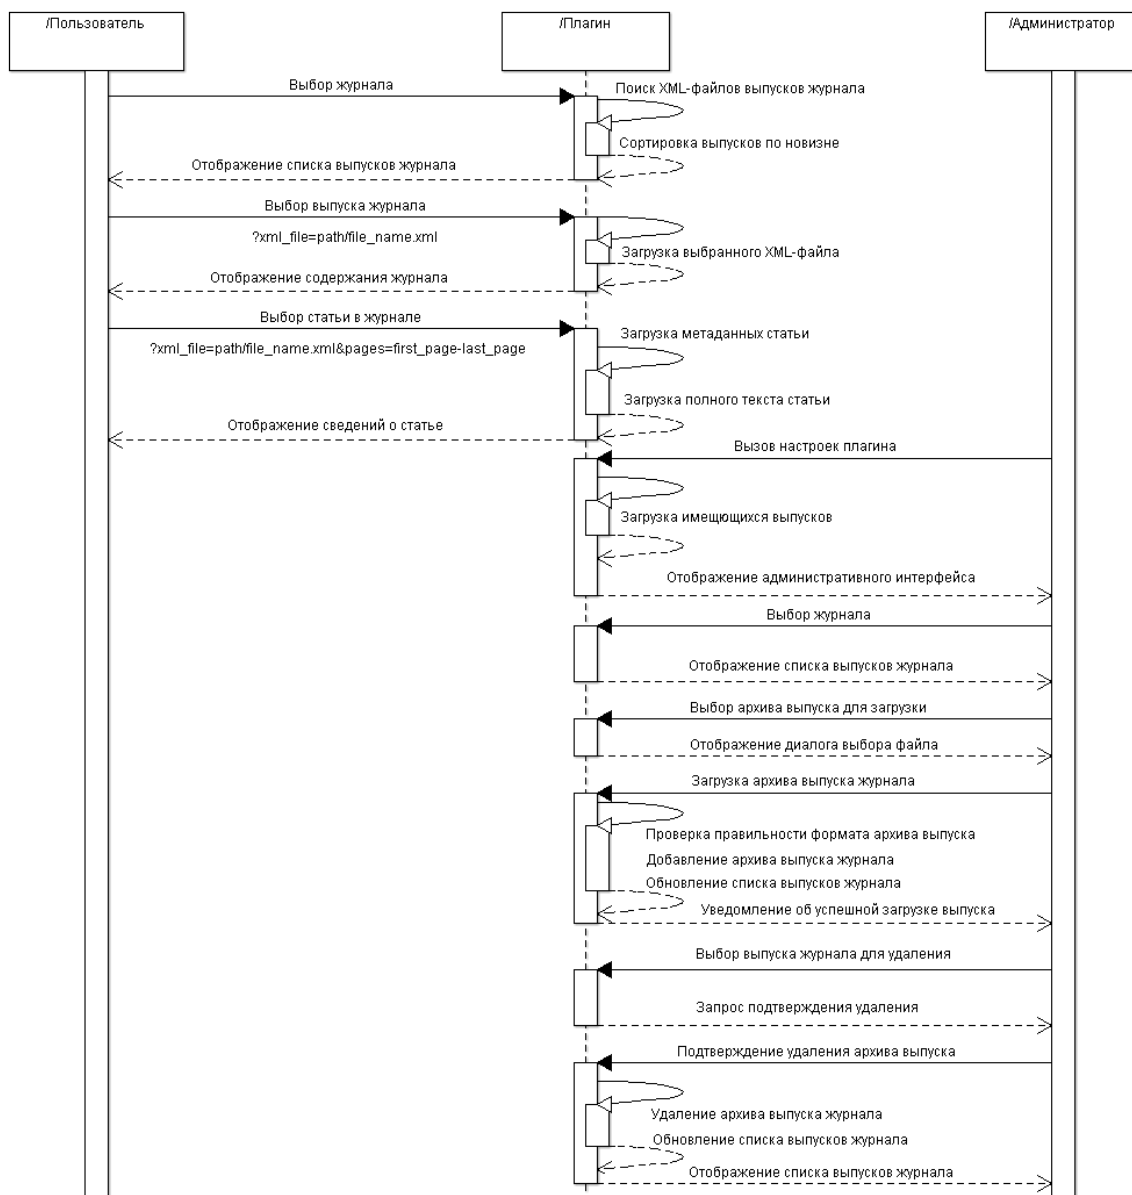 /Пользователь
/Плагин
/Администратор
Выбор журнала
Поиск XML-файлов выпусков журнала
Сортировка выпусков по новизне
Отображение списка выпусков журнала
Выбор выпуска журнала
?xml_file=path/file_name.xml
Загрузка выбранного XML-файла
Отображение содержания журнала
Выбор статьи в журнале
Загрузка метаданных статьи
?xml_file=path/file_name.xml&pages=first_page-last_page
Загрузка полного текста статьи
Отображение сведений о статье
Вызов настроек плагина
Загрузка имещющихся выпусков
Отображение административного интерфейса
Выбор журнала
Отображение списка выпусков журнала
Выбор архива выпуска для загрузки
Отображение диалога выбора файла
Загрузка архива выпуска журнала
Проверка правильности формата архива выпуска
Добавление архива выпуска журнала
Обновление списка выпусков журнала
Уведомление об успешной загрузке выпуска
Выбор выпуска журнала для удаления
Запрос подтверждения удаления
Подтверждение удаления архива выпуска
Удаление архива выпуска журнала
Обновление списка выпусков журнала
Отображение списка выпусков журнала